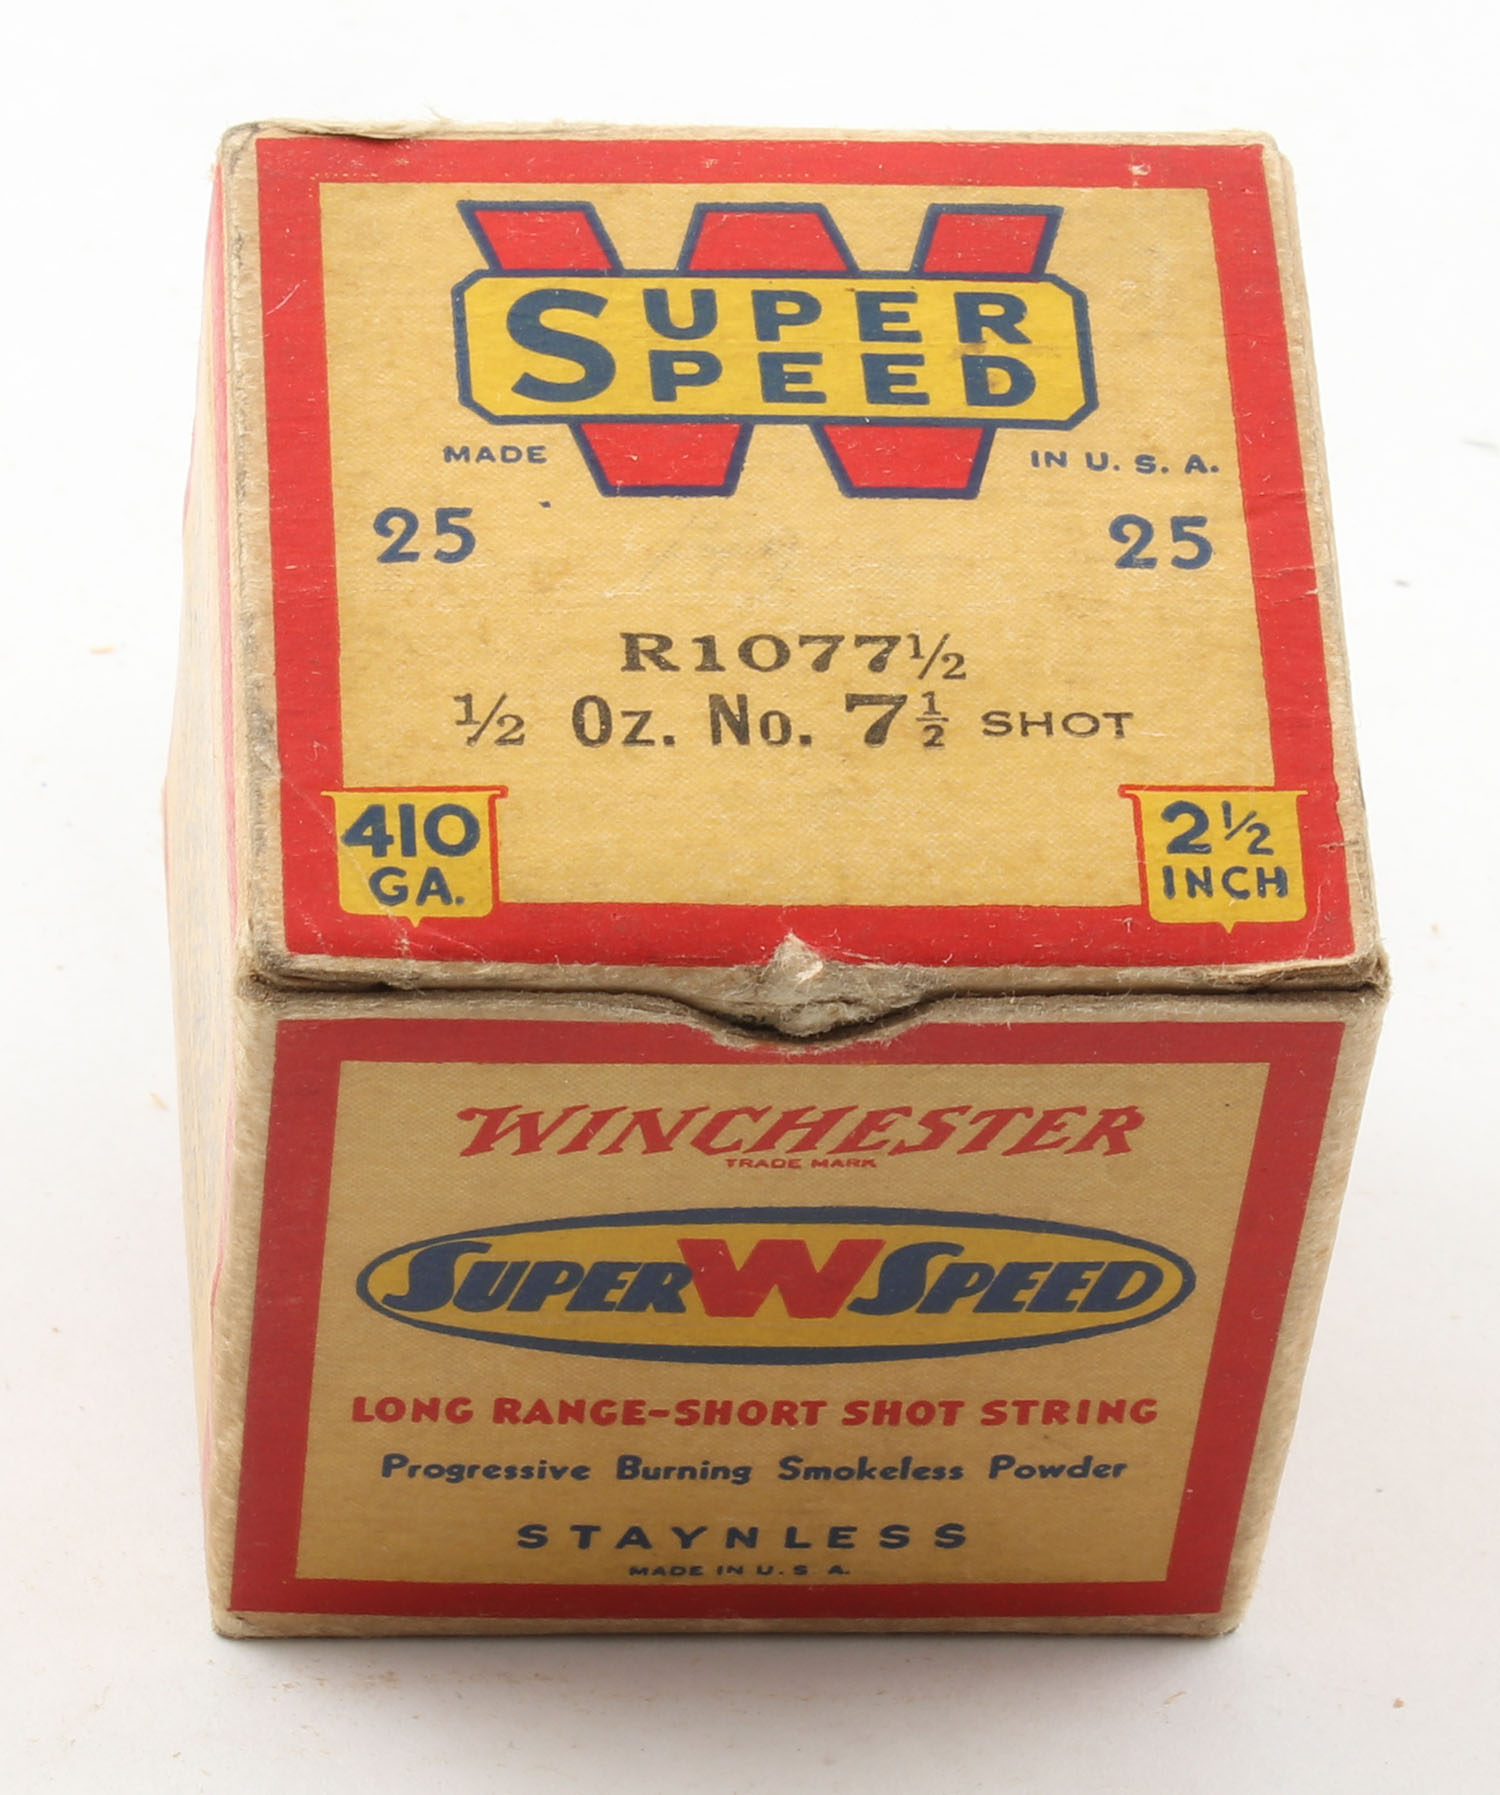 W
SUPER
SPEED
MADE IN U. S. A.
25 25
R1077½
½ Oz. No. 7½ SHOT
410 2½
GA. INCH
WINCHESTER
TRADE MARK
SUPER W SPEED
LONG RANGE-SHORT SHOT STRING
Progressive Burning Smokeless Powder
STAYNLESS
MADE IN U. S A.